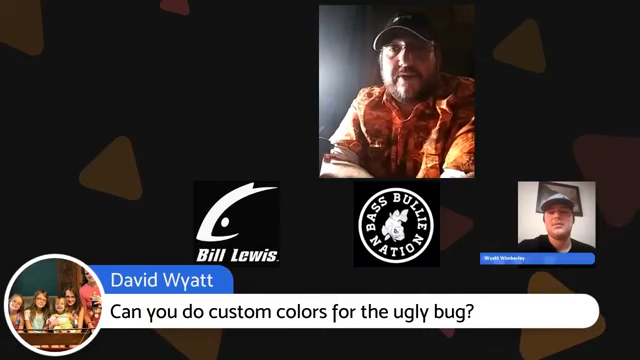 Bill Lewis
BASS BULLIE
NATION
Wyatt Wimberley
David Wyatt
Can you do custom colors for the ugly bug?